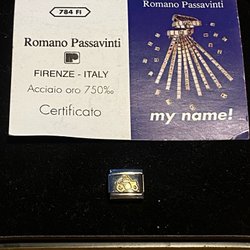 784 FI
Romano Passavinti
FIRENZE - ITALY
Acciaio oro 750‰
Certificato
Romano Passavinti
my name!